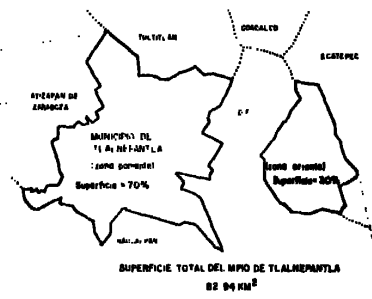 COACALCO
TULTITLAN
ECATEPEC
ATIZAPAN DE
ZARAGOZA
D.F
MUNICIPIO DE
TLALNEPANTLA
(zona poniente)
Superficie = 70%
(zona oriente)
Superficie = 30%
NAUCALPAN
SUPERFICIE TOTAL DEL MPIO DE TLALNEPANTLA
82 94 KM²